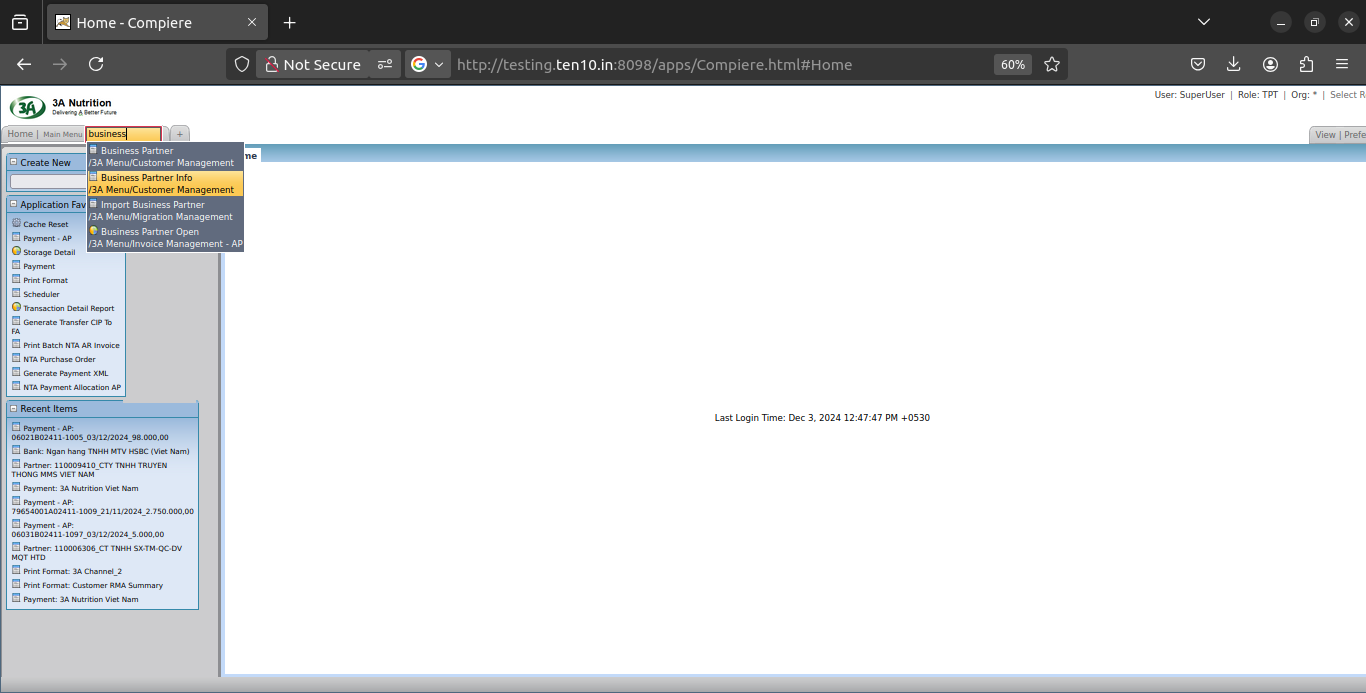 Home - Compiere
Not Secure
http://testing.ten10.in:8098/apps/Compiere.html#Home
60%
3A
3A Nutrition
Delivering A Better Future
User: SuperUser | Role: TPT | Org: * | Select R
Home | Main Menu
business
+
View | Prefe
Business Partner
/3A Menu/Customer Management
Business Partner Info
/3A Menu/Customer Management
Import Business Partner
/3A Menu/Migration Management
Business Partner Open
/3A Menu/Invoice Management - AP
me
Create New
Application Fav
Cache Reset
Payment - AP
Storage Detail
Payment
Print Format
Scheduler
Transaction Detail Report
Generate Transfer CIP To
FA
Print Batch NTA AR Invoice
NTA Purchase Order
Generate Payment XML
NTA Payment Allocation AP
Recent Items
Payment - AP:
06021B02411-1005_03/12/2024_98.000,00
Bank: Ngan hang TNHH MTV HSBC (Viet Nam)
Partner: 110009410_CTY TNHH TRUYEN
THONG MMS VIET NAM
Payment: 3A Nutrition Viet Nam
Payment - AP:
79654001A02411-1009_21/11/2024_2.750.000,00
Payment - AP:
06031B02411-1097_03/12/2024_5.000,00
Partner: 110006306_CT TNHH SX-TM-QC-DV
MQT HTD
Print Format: 3A Channel_2
Print Format: Customer RMA Summary
Payment: 3A Nutrition Viet Nam
Last Login Time: Dec 3, 2024 12:47:47 PM +0530